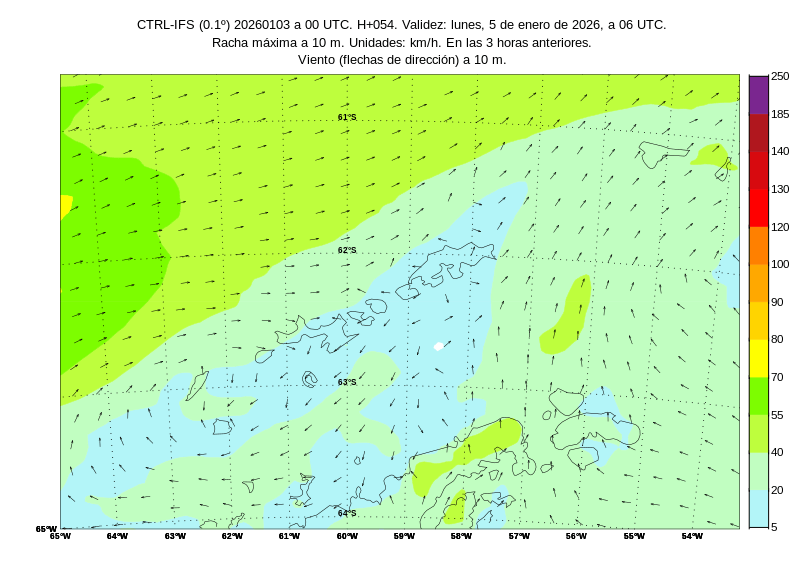 CTRL-IFS (0.1º) 20260103 a 00 UTC. H+054. Validez: lunes, 5 de enero de 2026, a 06 UTC.
Racha máxima a 10 m. Unidades: km/h. En las 3 horas anteriores.
Viento (flechas de dirección) a 10 m.
250
185
140
130
120
100
90
80
70
55
40
20
5
61°S
62°S
63°S
64°S
65°W
65°W 64°W 63°W 62°W 61°W 60°W 59°W 58°W 57°W 56°W 55°W 54°W